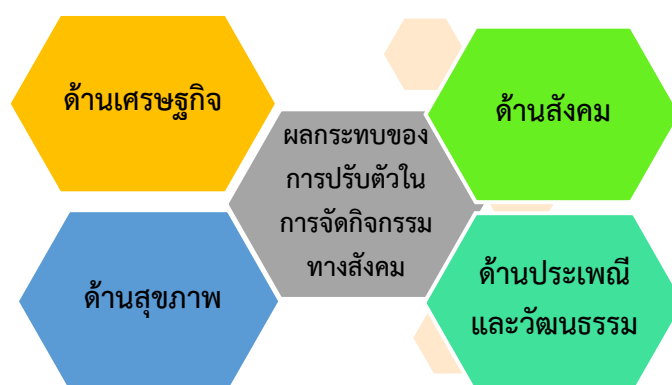 ด้านเศรษฐกิจ
ด้านสังคม
ผลกระทบของ
การปรับตัวใน
การจัดกิจกรรม
ทางสังคม
ด้านสุขภาพ
ด้านประเพณี
และวัฒนธรรม